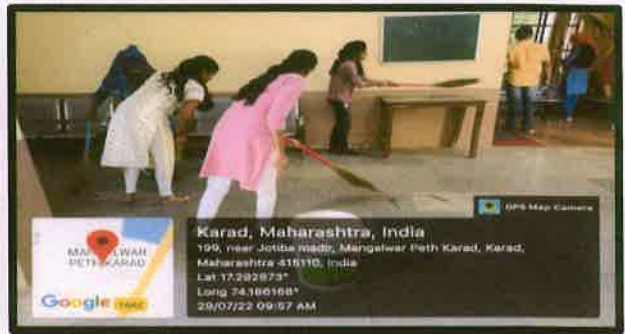 GPS Map Camera
MANGALWAR
PETH KARAD
Google
Karad, Maharashtra, India
199, near Jotiba madir, Mangalwar Peth Karad, Karad,
Maharashtra 415110, India
Lat 17.292873°
Long 74.186168°
29/07/22 09:57 AM